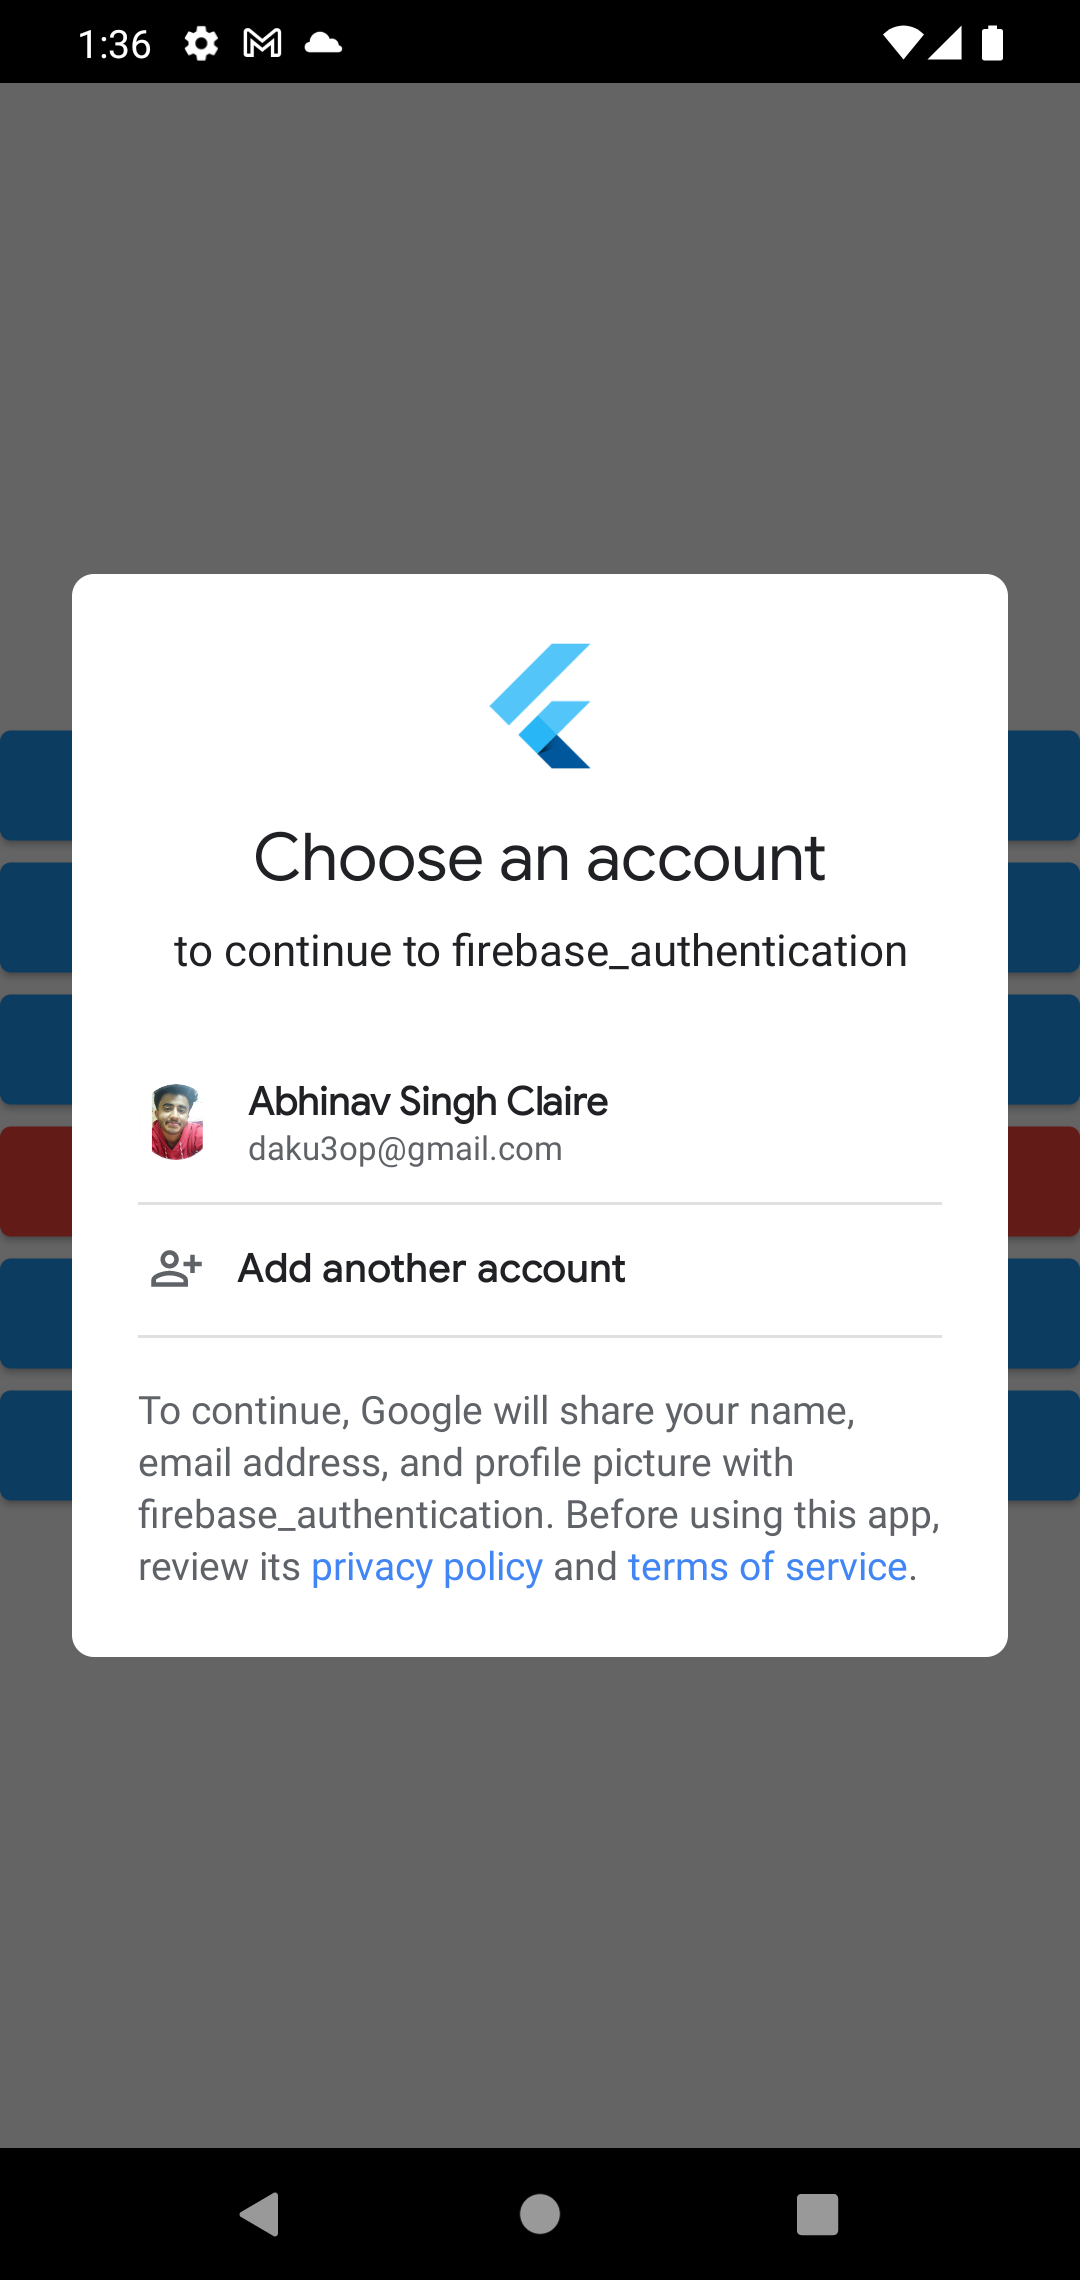 1:36
Choose an account
to continue to firebase_authentication
Abhinav Singh Claire
daku3op@gmail.com
Add another account
To continue, Google will share your name,
email address, and profile picture with
firebase_authentication. Before using this app,
review its privacy policy and terms of service.